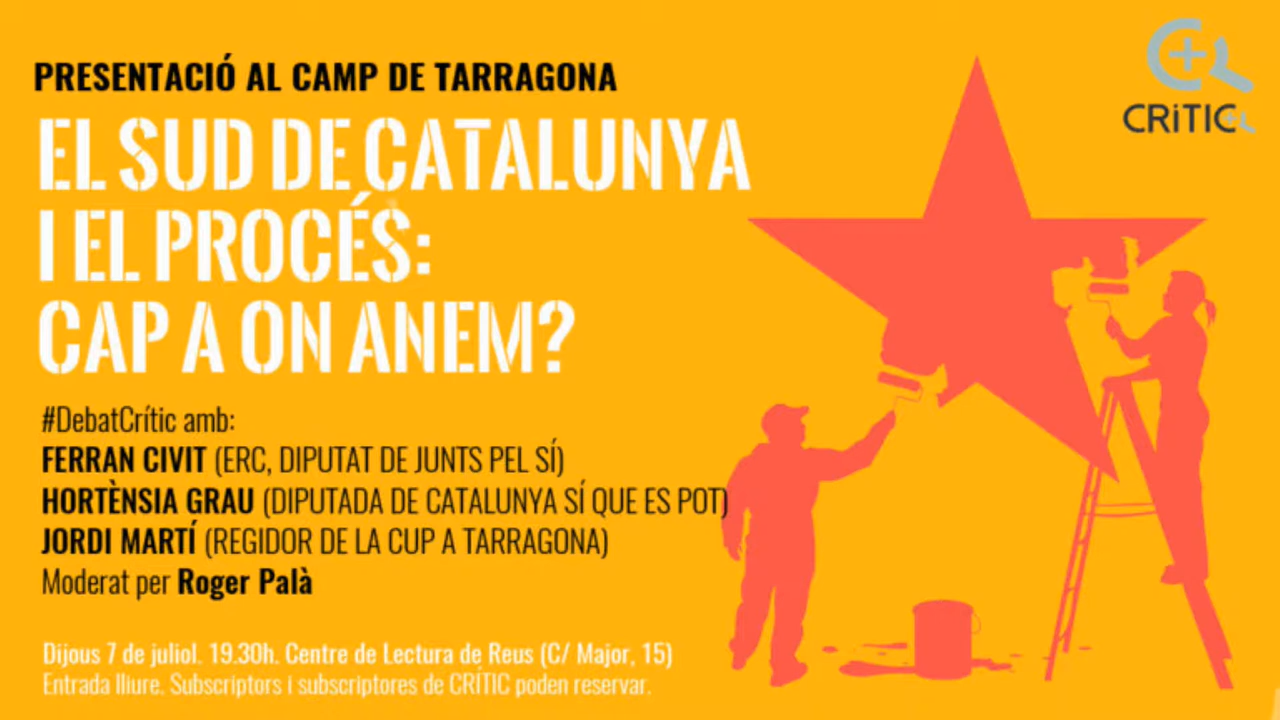 PRESENTACIÓ AL CAMP DE TARRAGONA
EL SUD DE CATALUNYA
I EL PROCÉS:
CAP A ON ANEM?
#DebatCrític amb:
FERRAN CIVIT (ERC, DIPUTAT DE JUNTS PEL SÍ)
HORTÈNSIA GRAU (DIPUTADA DE CATALUNYA SÍ QUE ES POT)
JORDI MARTÍ (REGIDOR DE LA CUP A TARRAGONA)
Moderat per Roger Palà
Dijous 7 de juliol. 19.30h. Centre de Lectura de Reus (C/ Major, 15)
Entrada lliure. Subscriptors i subscriptores de CRÍTIC poden reservar.
CRiTIC